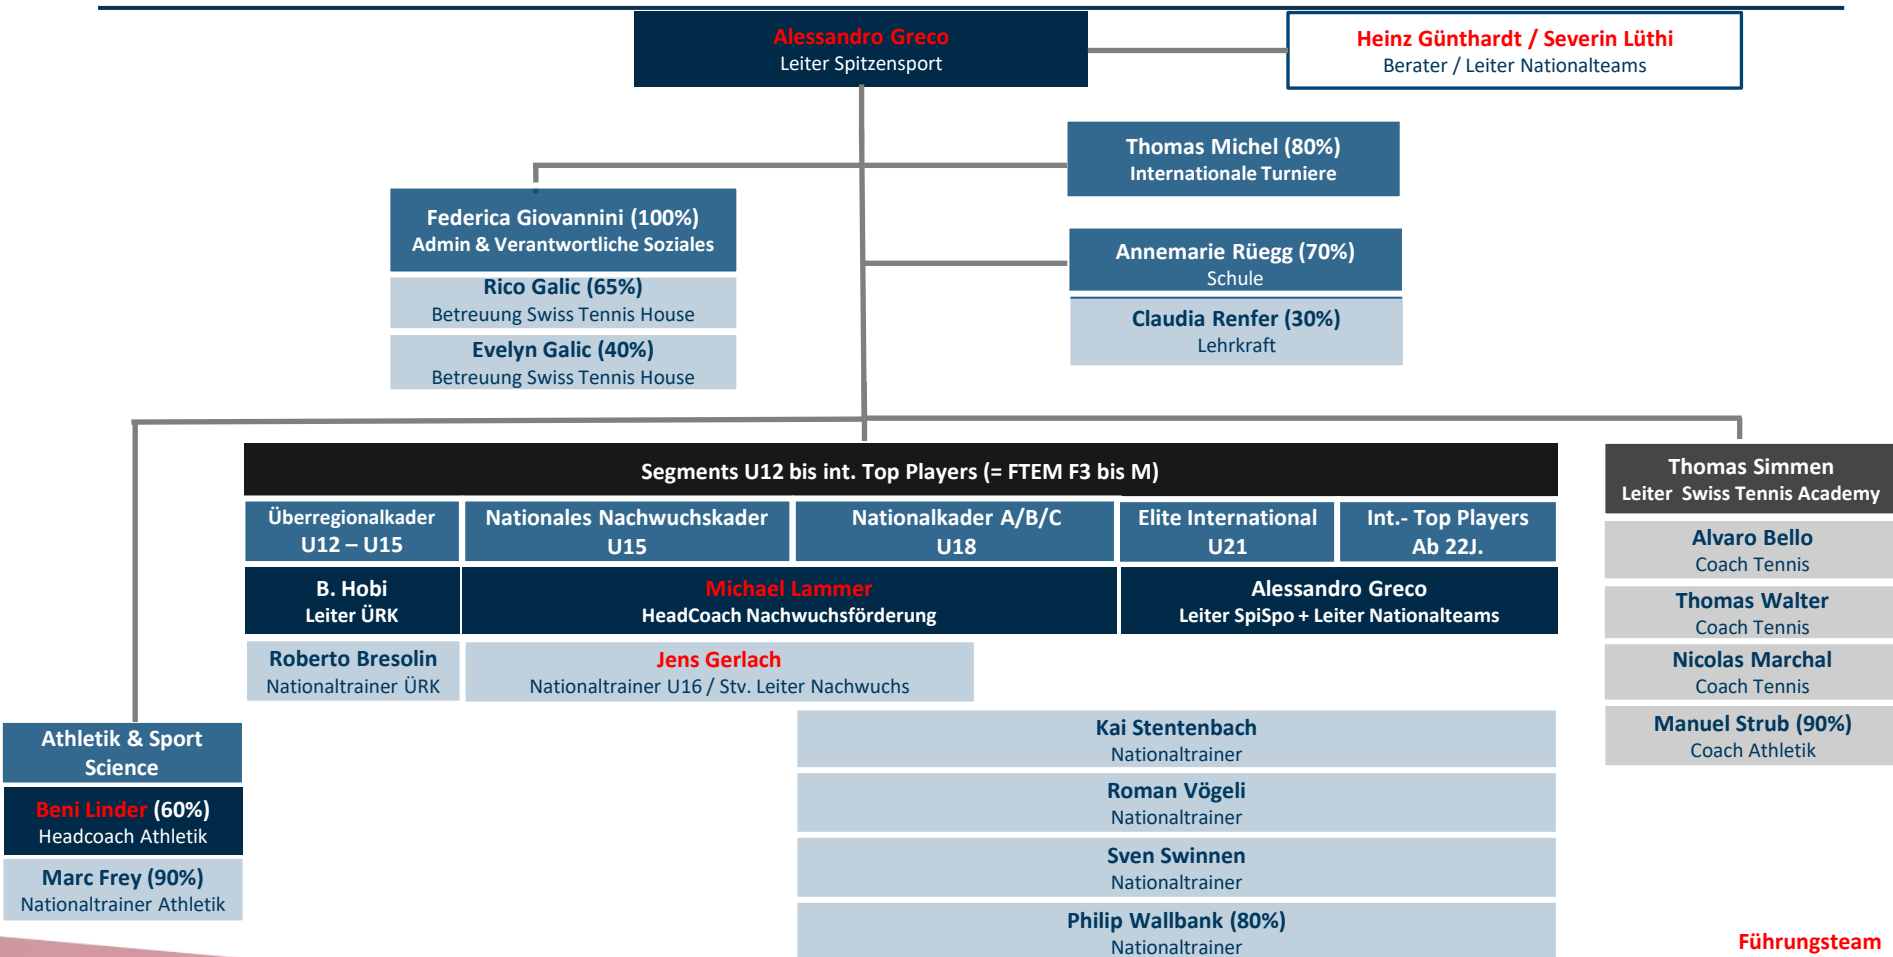 Alessandro Greco
Leiter Spitzensport
Heinz Günthardt / Severin Lüthi
Berater / Leiter Nationalteams
Thomas Michel (80%)
Internationale Turniere
Federica Giovannini (100%)
Admin & Verantwortliche Soziales
Rico Galic (65%)
Betreuung Swiss Tennis House
Evelyn Galic (40%)
Betreuung Swiss Tennis House
Annemarie Rüegg (70%)
Schule
Claudia Renfer (30%)
Lehrkraft
Segments U12 bis int. Top Players (= FTEM F3 bis M)
Überregionalkader
U12 – U15
Nationales Nachwuchskader
U15
Nationalkader A/B/C
U18
Elite International
U21
Int.- Top Players
Ab 22J.
B. Hobi
Leiter ÜRK
Michael Lammer
HeadCoach Nachwuchsförderung
Alessandro Greco
Leiter SpiSpo + Leiter Nationalteams
Roberto Bresolin
Nationaltrainer ÜRK
Jens Gerlach
Nationaltrainer U16 / Stv. Leiter Nachwuchs
Kai Stentenbach
Nationaltrainer
Roman Vögeli
Nationaltrainer
Sven Swinnen
Nationaltrainer
Philip Wallbank (80%)
Nationaltrainer
Thomas Simmen
Leiter Swiss Tennis Academy
Alvaro Bello
Coach Tennis
Thomas Walter
Coach Tennis
Nicolas Marchal
Coach Tennis
Manuel Strub (90%)
Coach Athletik
Athletik & Sport
Science
Beni Linder (60%)
Headcoach Athletik
Marc Frey (90%)
Nationaltrainer Athletik
Führungsteam